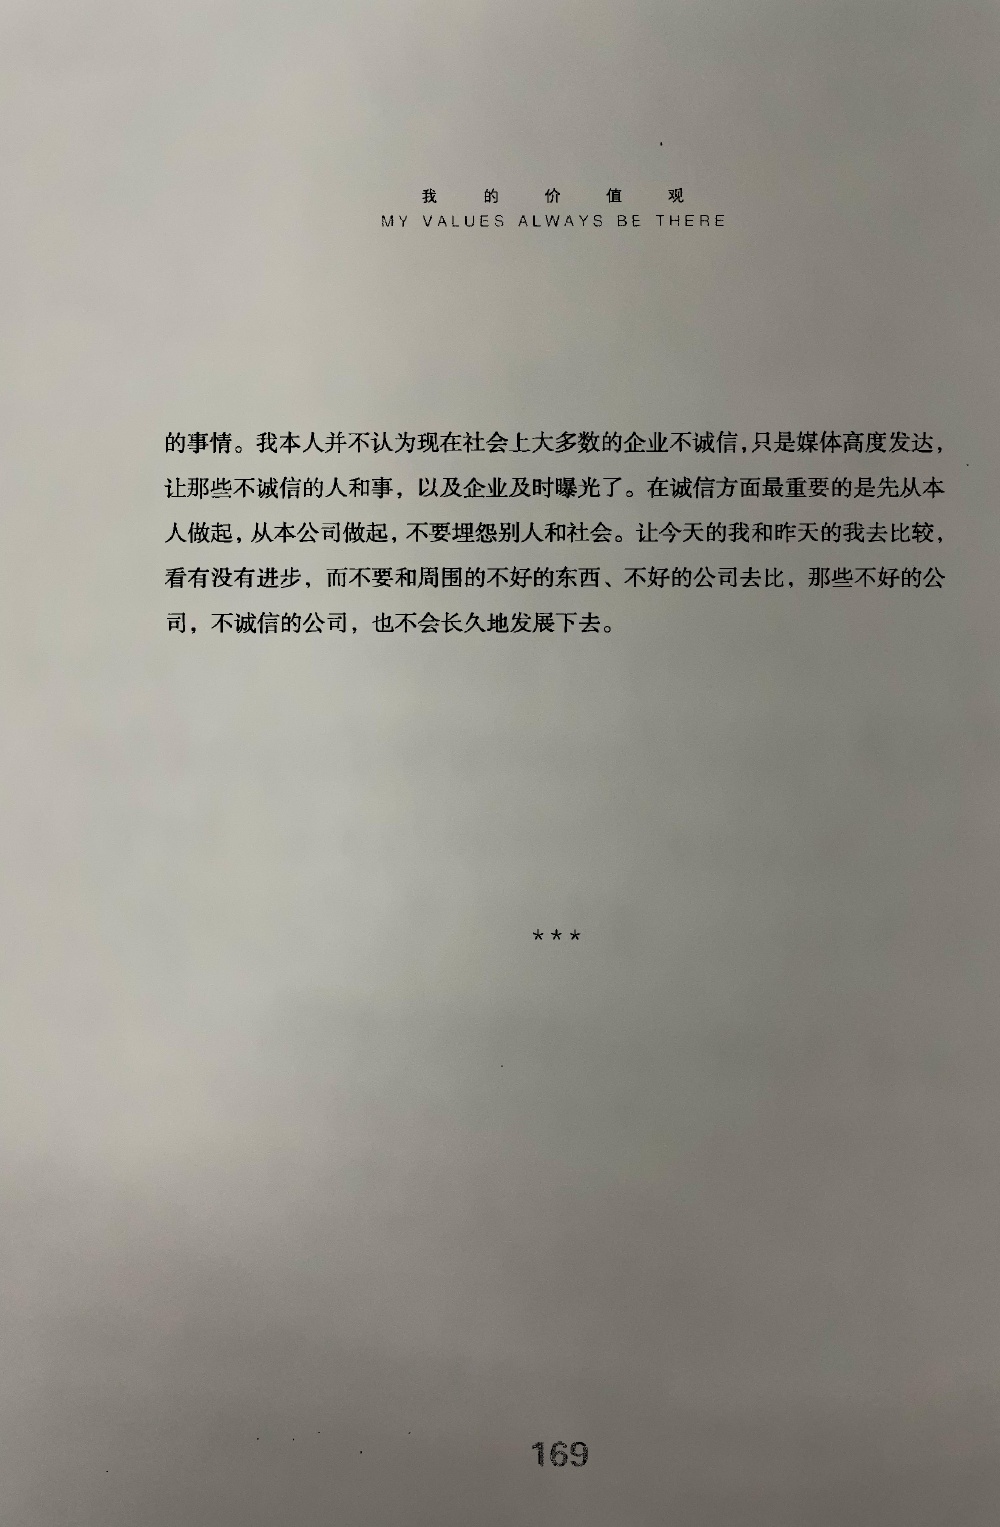 我的价值观
MY VALUES ALWAYS BE THERE
的事情。我本人并不认为现在社会上大多数的企业不诚信，只是媒体高度发达，
让那些不诚信的人和事，以及企业及时曝光了。在诚信方面最重要的是先从本
人做起，从本公司做起，不要埋怨别人和社会。让今天的我和昨天的我去比较，
看有没有进步，而不要和周围的不好的东西、不好的公司去比，那些不好的公
司，不诚信的公司，也不会长久地发展下去。
***
169